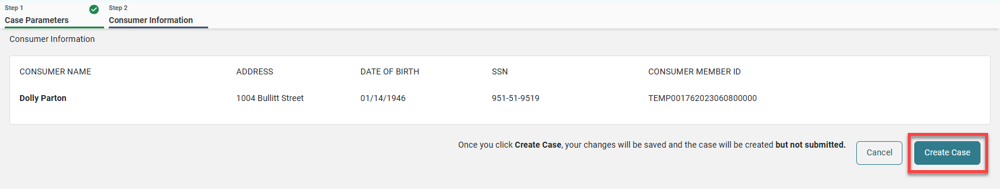 Step 1
Case Parameters
Step 2
Consumer Information
Consumer Information
CONSUMER NAME ADDRESS DATE OF BIRTH SSN CONSUMER MEMBER ID
Dolly Parton 1004 Bullitt Street 01/14/1946 951-51-9519 TEMP001762023060800000
Once you click Create Case, your changes will be saved and the case will be created but not submitted.
Cancel
Create Case